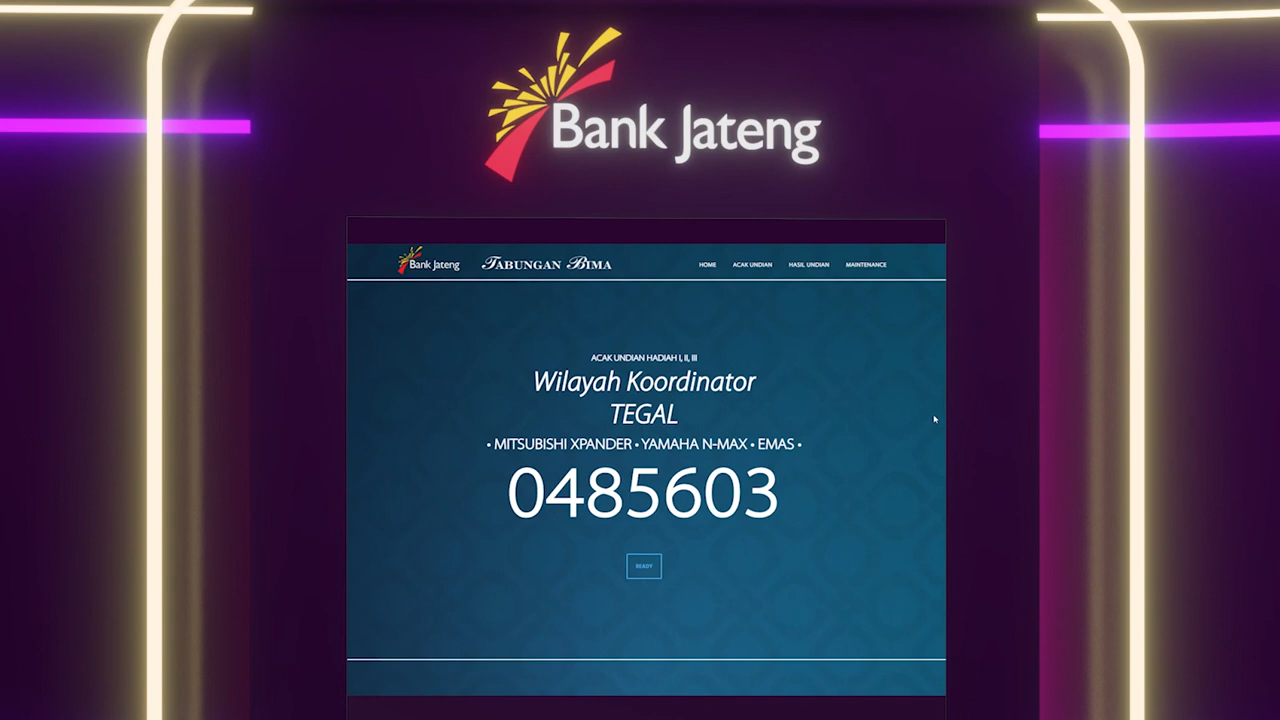 Bank Jateng
Bank Jateng TABUNGAN BIMA HOME ACAK UNDIAN HASIL UNDIAN MAINTENANCE
ACAK UNDIAN HADIAH I, II, III
Wilayah Koordinator
TEGAL
• MITSUBISHI XPANDER • YAMAHA N-MAX • EMAS •
0485603
READY